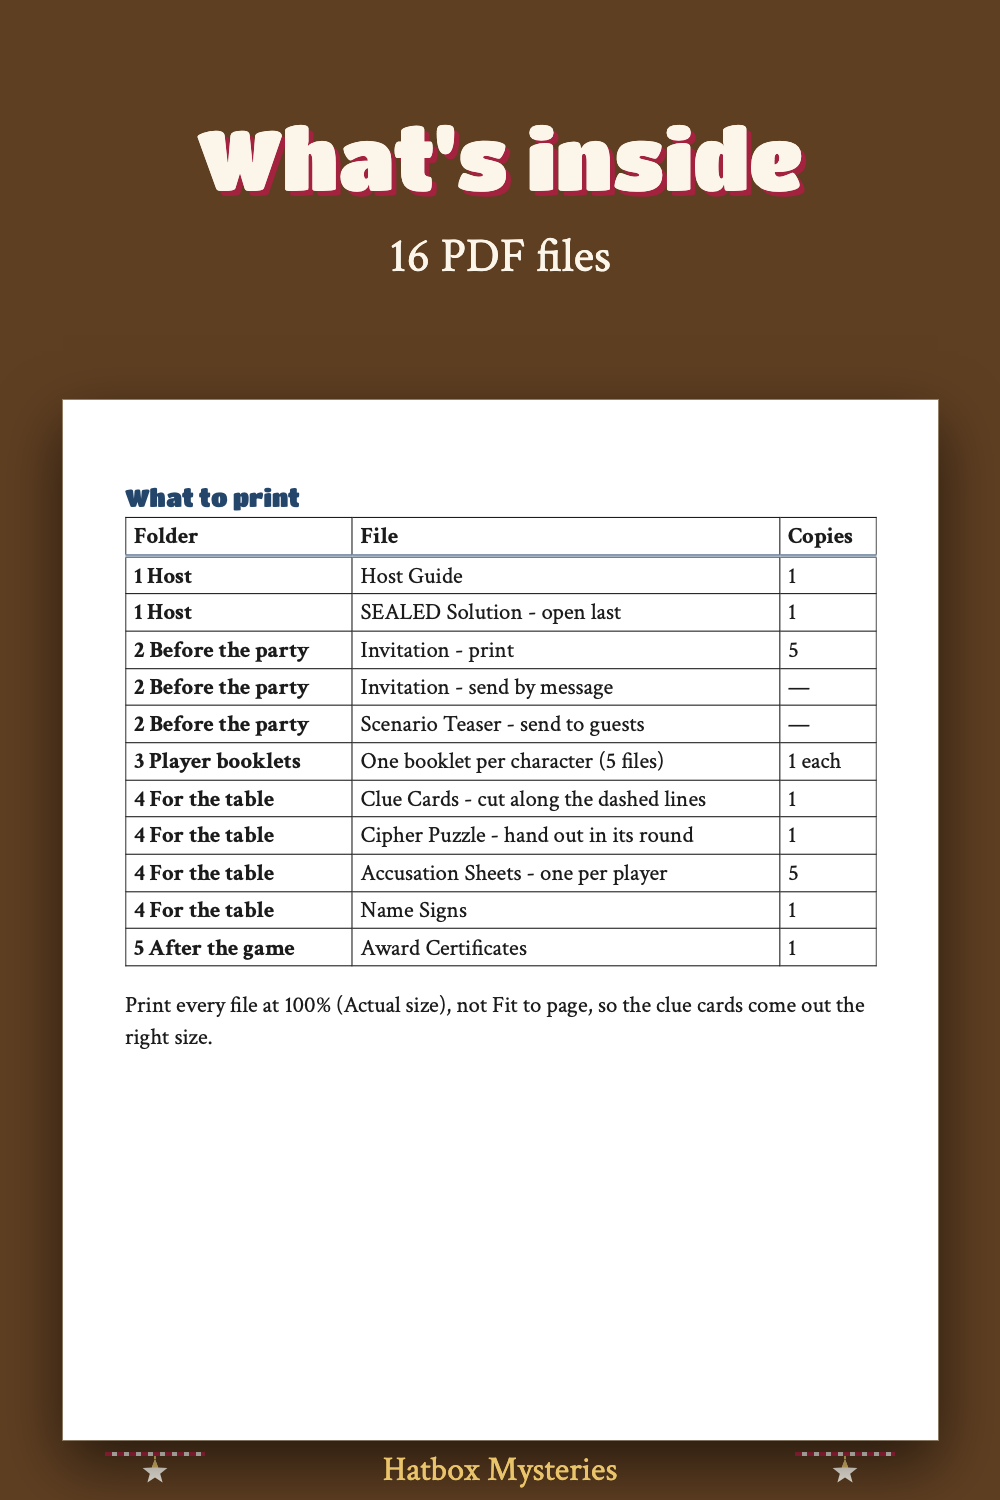 What's inside
16 PDF files
What to print
Folder File Copies
1 Host Host Guide 1
1 Host SEALED Solution - open last 1
2 Before the party Invitation - print 5
2 Before the party Invitation - send by message —
2 Before the party Scenario Teaser - send to guests —
3 Player booklets One booklet per character (5 files) 1 each
4 For the table Clue Cards - cut along the dashed lines 1
4 For the table Cipher Puzzle - hand out in its round 1
4 For the table Accusation Sheets - one per player 5
4 For the table Name Signs 1
5 After the game Award Certificates 1
Print every file at 100% (Actual size), not Fit to page, so the clue cards come out the
right size.
Hatbox Mysteries